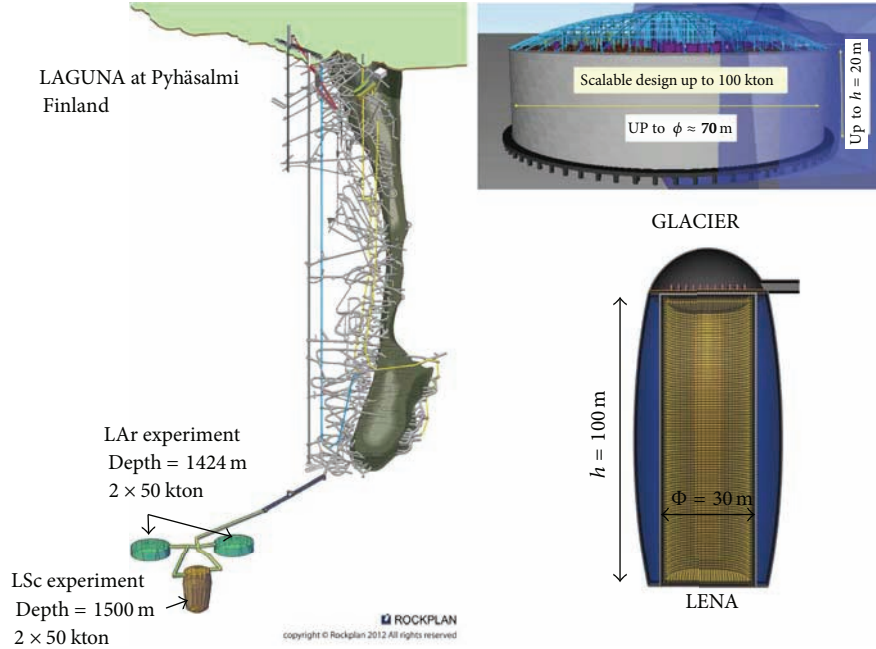 LAGUNA at Pyhäsalmi
Finland
LAr experiment
Depth = 1424 m
2 × 50 kton
LSc experiment
Depth = 1500 m
2 × 50 kton
ROCKPLAN
copyright © Rockplan 2012 All rights reserved
Scalable design up to 100 kton
UP to ϕ ≈ 70 m
Up to h = 20 m
GLACIER
h = 100 m
Φ = 30 m
LENA